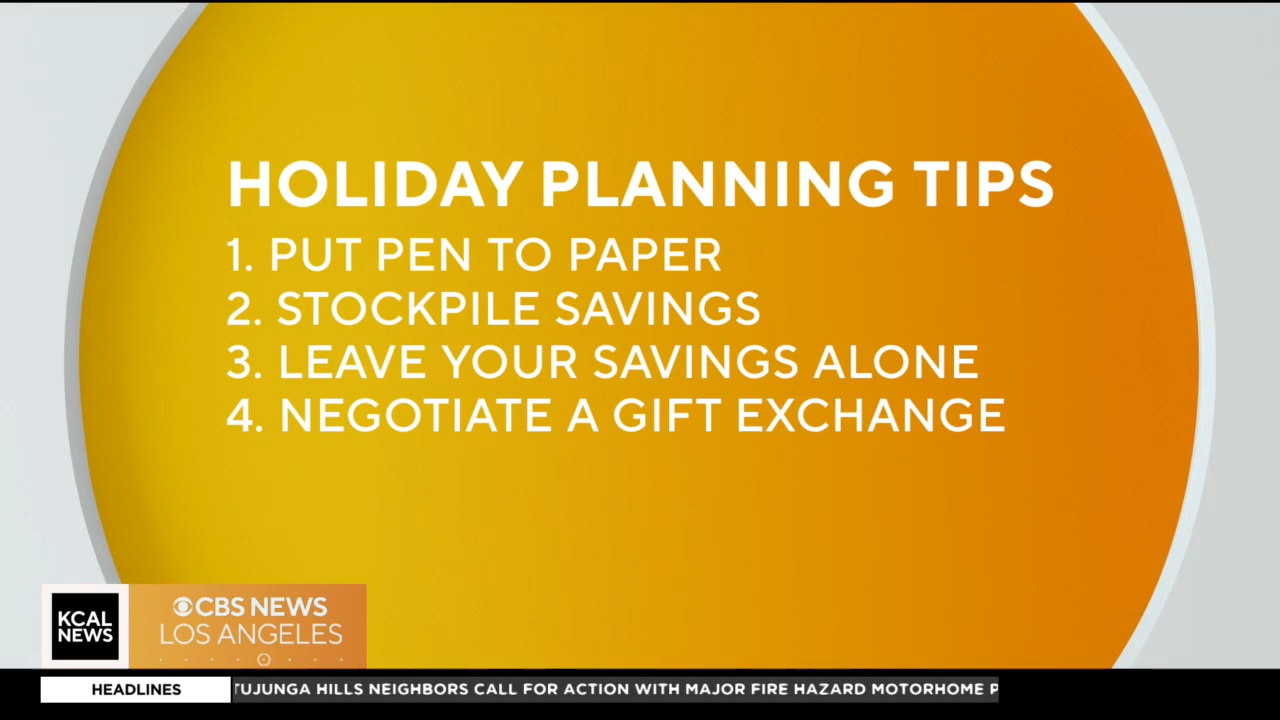 HOLIDAY PLANNING TIPS
1. PUT PEN TO PAPER
2. STOCKPILE SAVINGS
3. LEAVE YOUR SAVINGS ALONE
4. NEGOTIATE A GIFT EXCHANGE
KCAL
NEWS
CBS NEWS
LOS ANGELES
HEADLINES
TUJUNGA HILLS NEIGHBORS CALL FOR ACTION WITH MAJOR FIRE HAZARD MOTORHOME